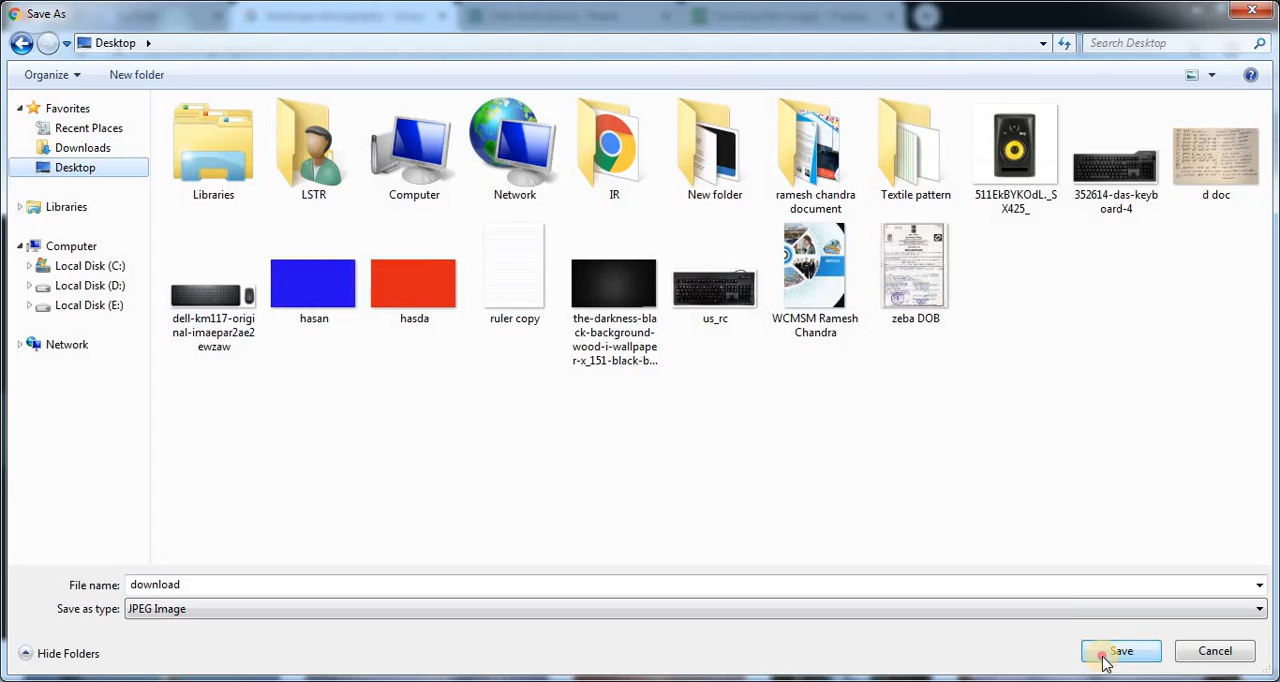 Save As
Desktop
Search Desktop
Organize
New folder
Favorites
Recent Places
Downloads
Desktop
Libraries
Computer
Local Disk (C:)
Local Disk (D:)
Local Disk (E:)
Network
Libraries
LSTR
Computer
Network
IR
New folder
ramesh chandra
document
Textile pattern
511EkBYKOdL._S
X425_
352614-das-keyb
oard-4
d doc
dell-km117-origi
nal-imaepar2ae2
ewzaw
hasan
hasda
ruler copy
the-darkness-bla
ck-background-
wood-i-wallpape
r-x_151-black-b...
us_rc
WCMSM Ramesh
Chandra
zeba DOB
File name:
download
Save as type:
JPEG Image
Hide Folders
Save
Cancel